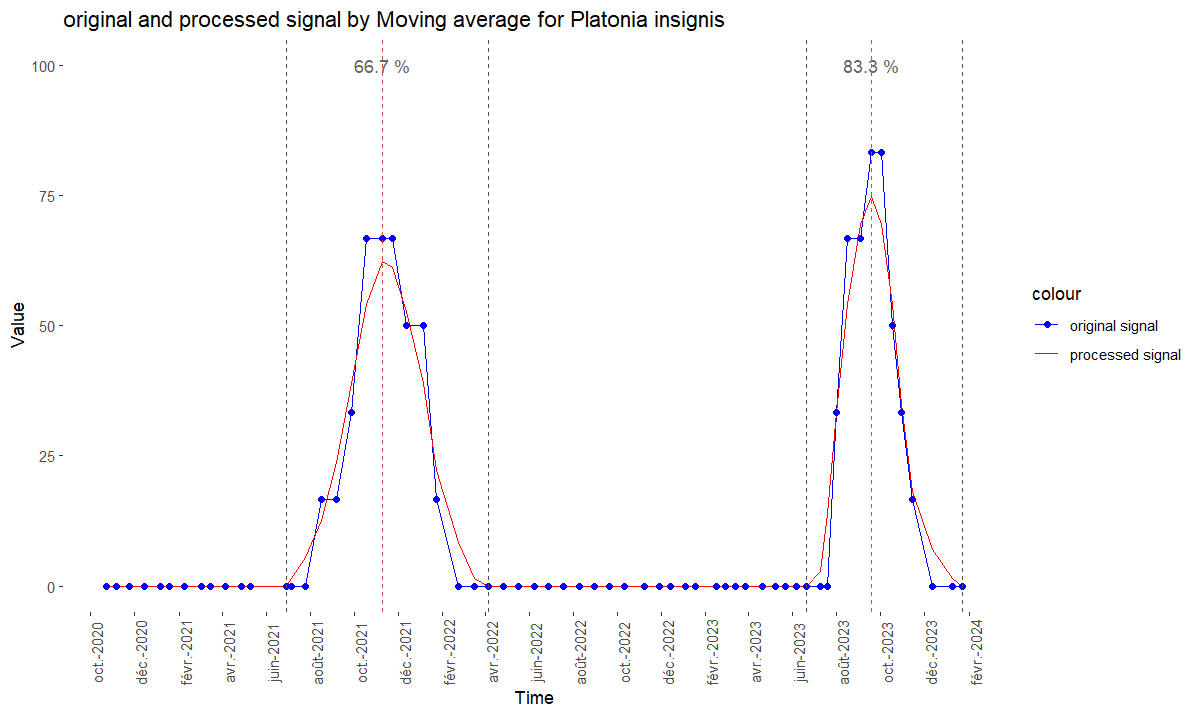 original and processed signal by Moving average for Platonia insignis
66.7 %
83.3 %
100
75
50
25
0
Value
oct.-2020
déc.-2020
févr.-2021
avr.-2021
juin-2021
août-2021
oct.-2021
déc.-2021
févr.-2022
avr.-2022
juin-2022
août-2022
oct.-2022
déc.-2022
févr.-2023
avr.-2023
juin-2023
août-2023
oct.-2023
déc.-2023
févr.-2024
Time
colour
original signal
processed signal